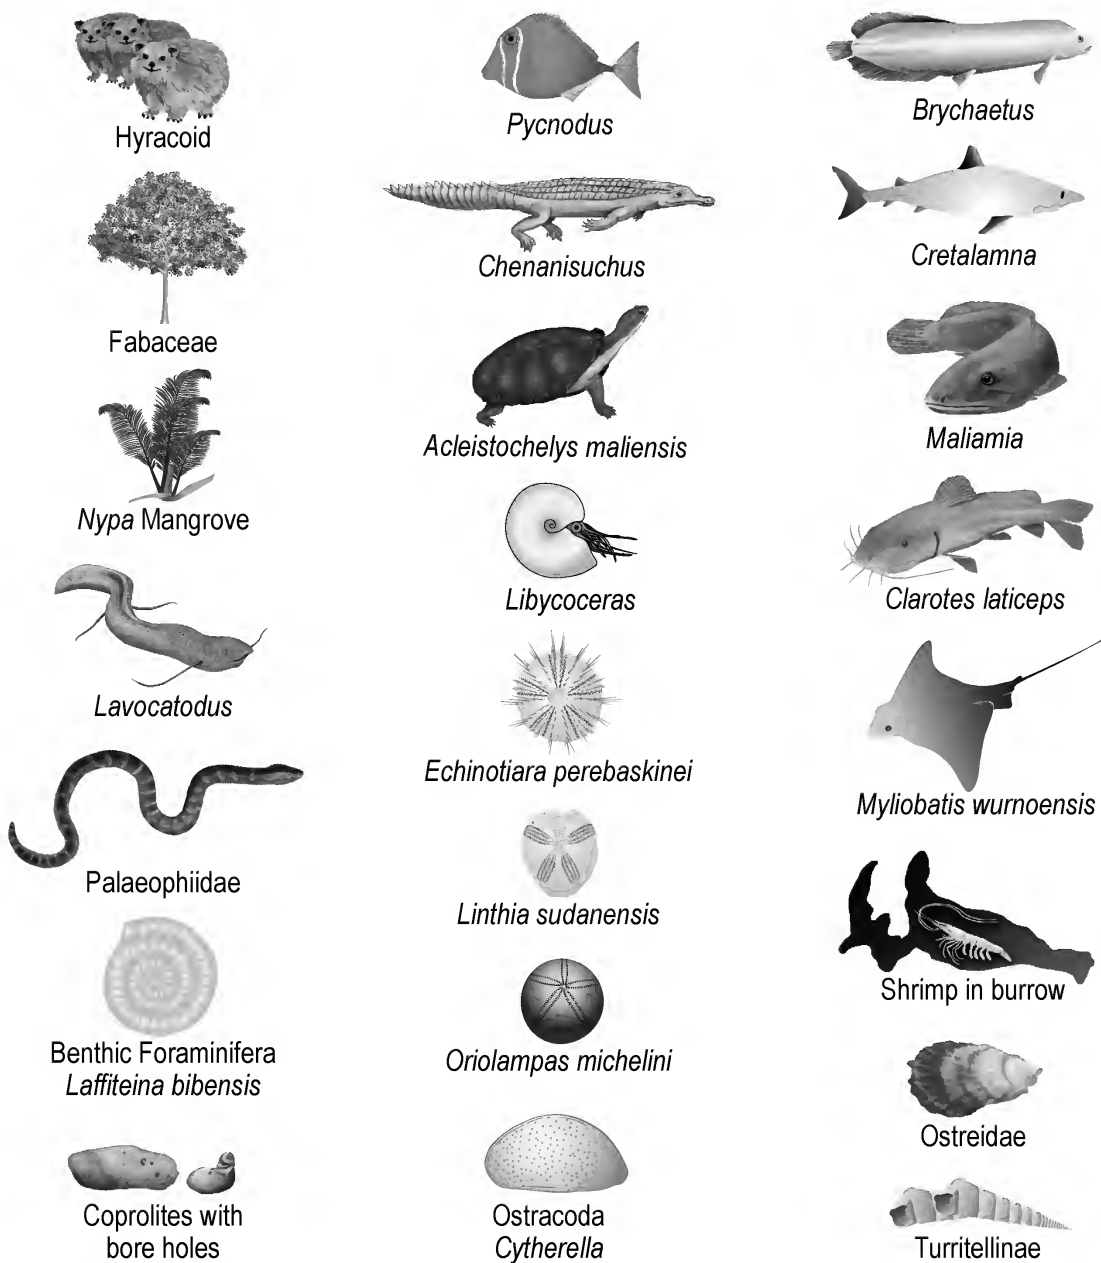 Hyracoid
Fabaceae
Nypa Mangrove
Lavocatodus
Palaeophiidae
Benthic Foraminifera
Laffiteina bibensis
Coprolites with
bore holes
Pycnodus
Chenanisuchus
Acleistochelys maliensis
Libycoceras
Echinotiara perebaskinei
Linthia sudanensis
Oriolampas michelini
Ostracoda
Cytherella
Brychaetus
Cretalamna
Maliamia
Clarotes laticeps
Myliobatis wurnoensis
Shrimp in burrow
Ostreidae
Turritellinae